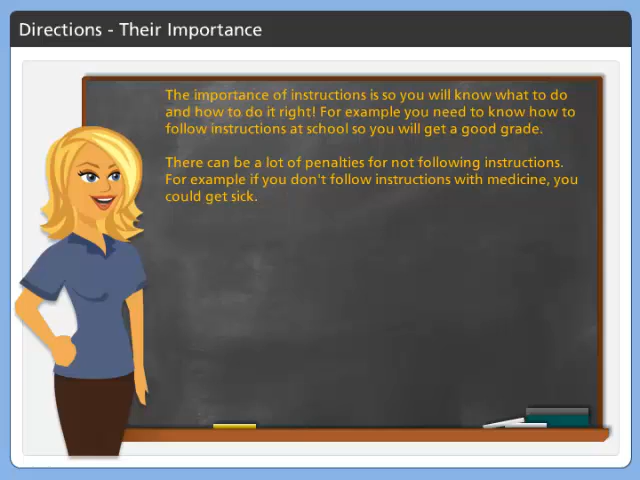 Directions - Their Importance
The importance of instructions is so you will know what to do
and how to do it right! For example you need to know how to
follow instructions at school so you will get a good grade.
There can be a lot of penalties for not following instructions.
For example if you don't follow instructions with medicine, you
could get sick.